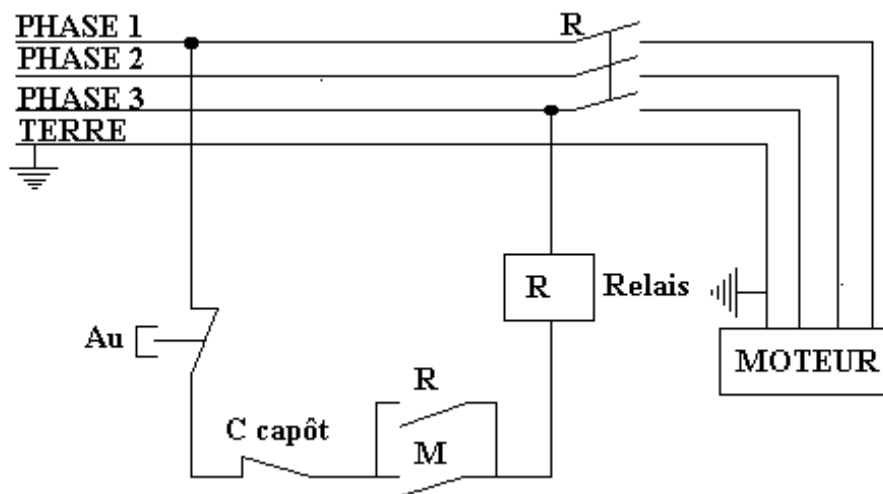 PHASE 1
R
PHASE 2
PHASE 3
TERRE
R
Relais
Au
MOTEUR
R
C capôt
M